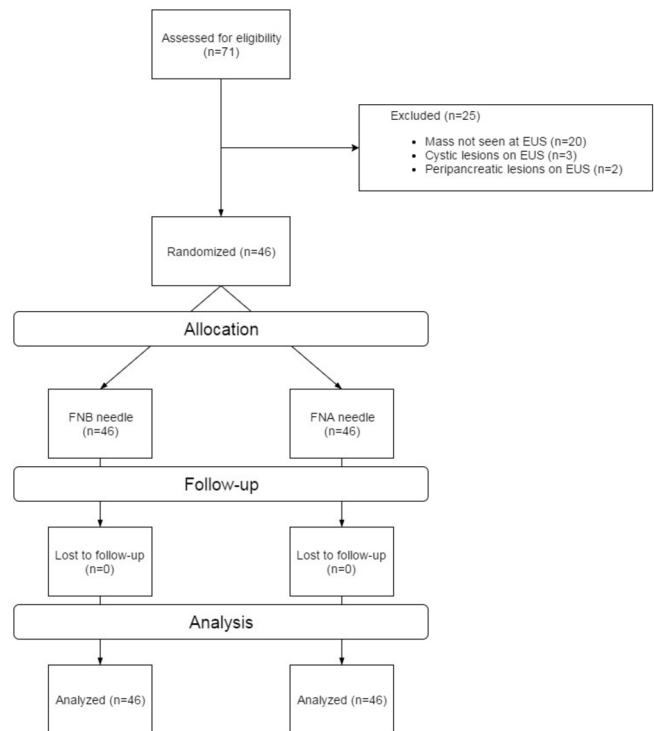 Assessed for eligibility
(n=71)
Excluded (n=25)
• Mass not seen at EUS (n=20)
• Cystic lesions on EUS (n=3)
• Peripancreatic lesions on EUS (n=2)
Randomized (n=46)
Allocation
FNB needle
(n=46)
FNA needle
(n=46)
Follow-up
Lost to follow-up
(n=0)
Lost to follow-up
(n=0)
Analysis
Analyzed (n=46)
Analyzed (n=46)